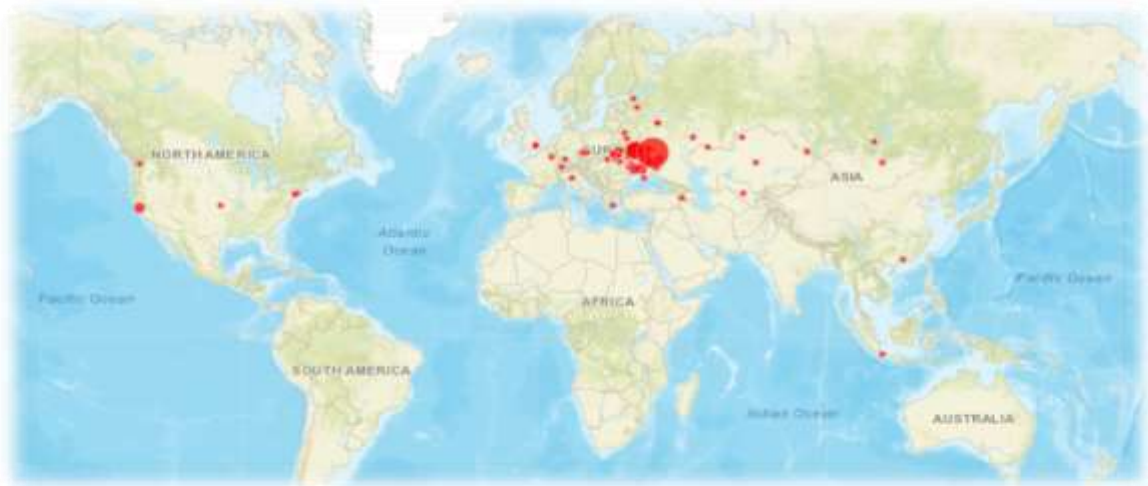 NORTH AMERICA
ASIA
Atlantic
Ocean
Pacific Ocean
Pacific Ocean
AFRICA
SOUTH AMERICA
Indian Ocean
AUSTRALIA